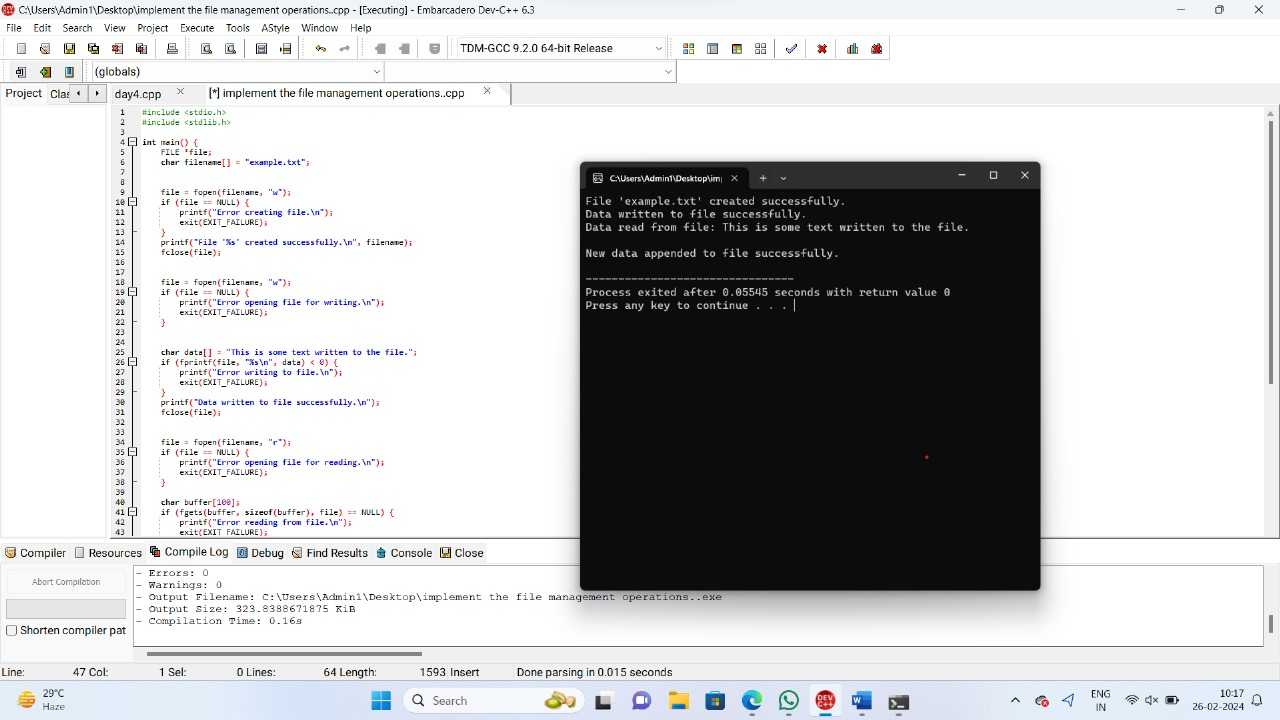 C:\Users\Admin1\Desktop\implement the file management operations..cpp - [Executing] - Embarcadero Dev-C++ 6.3
File Edit Search View Project Execute Tools AStyle Window Help
TDM-GCC 9.2.0 64-bit Release
(globals)
Project Clas day4.cpp [*] implement the file management operations..cpp
1 #include <stdio.h>
2 #include <stdlib.h>
3
4 int main() {
5 FILE *file;
6 char filename[] = "example.txt";
7
8
9 file = fopen(filename, "w");
10 if (file == NULL) {
11 printf("Error creating file.\n");
12 exit(EXIT_FAILURE);
13 }
14 printf("File '%s' created successfully.\n", filename);
15 fclose(file);
16
17
18 file = fopen(filename, "w");
19 if (file == NULL) {
20 printf("Error opening file for writing.\n");
21 exit(EXIT_FAILURE);
22 }
23
24
25 char data[] = "This is some text written to the file.";
26 if (fprintf(file, "%s\n", data) < 0) {
27 printf("Error writing to file.\n");
28 exit(EXIT_FAILURE);
29 }
30 printf("Data written to file successfully.\n");
31 fclose(file);
32
33
34 file = fopen(filename, "r");
35 if (file == NULL) {
36 printf("Error opening file for reading.\n");
37 exit(EXIT_FAILURE);
38 }
39
40 char buffer[100];
41 if (fgets(buffer, sizeof(buffer), file) == NULL) {
42 printf("Error reading from file.\n");
43 exit(EXIT_FAILURE);
C:\Users\Admin1\Desktop\imp
File 'example.txt' created successfully.
Data written to file successfully.
Data read from file: This is some text written to the file.
New data appended to file successfully.
--------------------------------
Process exited after 0.05545 seconds with return value 0
Press any key to continue . . .
Compiler Resources Compile Log Debug Find Results Console Close
Abort Compilation
Shorten compiler pat
- Errors: 0
- Warnings: 0
- Output Filename: C:\Users\Admin1\Desktop\implement the file management operations..exe
- Output Size: 323.8388671875 KiB
- Compilation Time: 0.16s
Line: 47 Col: 1 Sel: 0 Lines: 64 Length: 1593 Insert Done parsing in 0.015 seconds
29°C
Haze
Search
DEV
C++
ENG
IN
10:17
26-02-2024